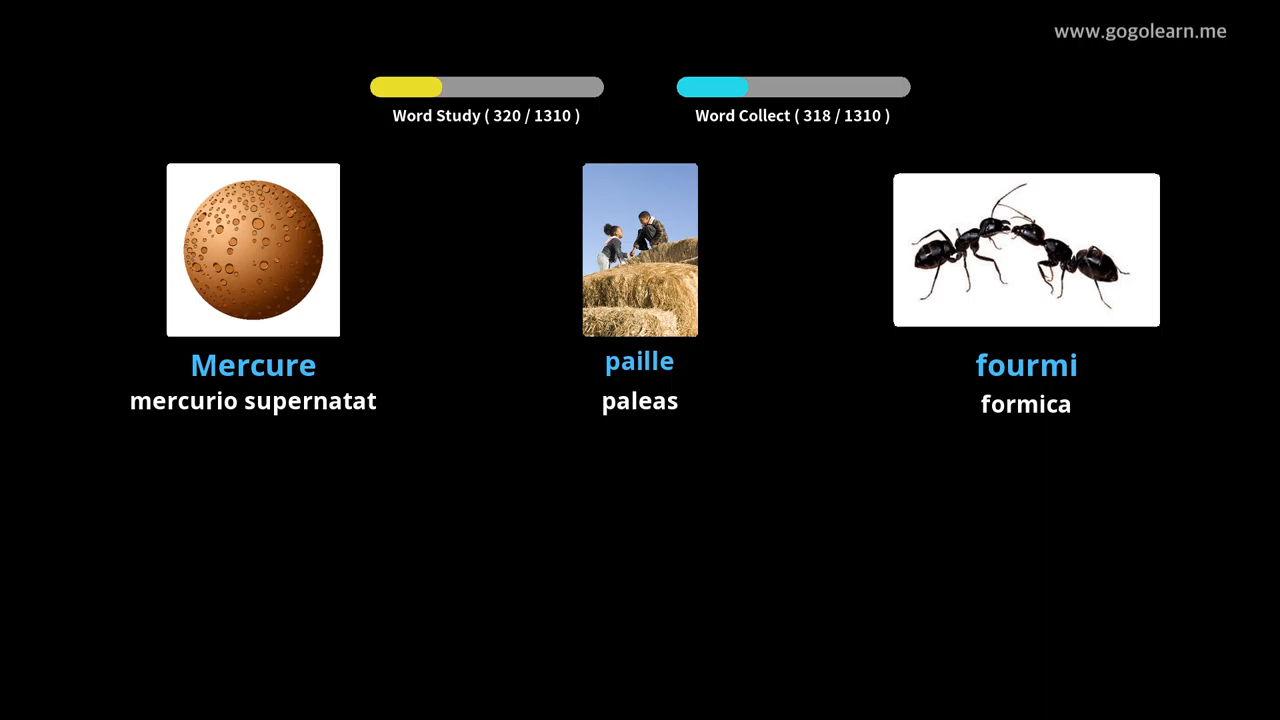 www.gogolearn.me
Word Study ( 320 / 1310 )
Word Collect ( 318 / 1310 )
Mercure
mercurio supernatat
paille
paleas
fourmi
formica